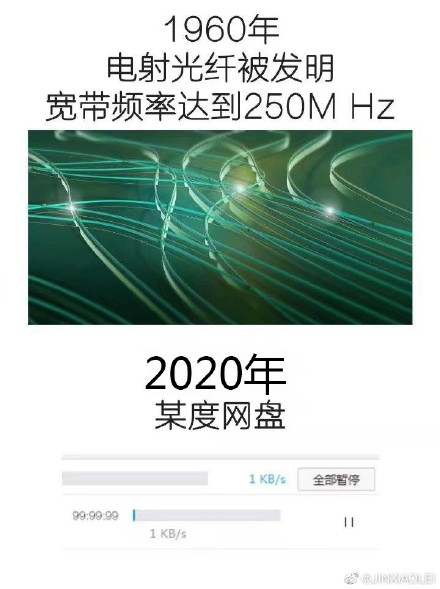 1960年
电射光纤被发明
宽带频率达到250M Hz
2020年
某度网盘
1 KB/s 全部暂停
99:99:99
1 KB/s
@JINXIAOLEI